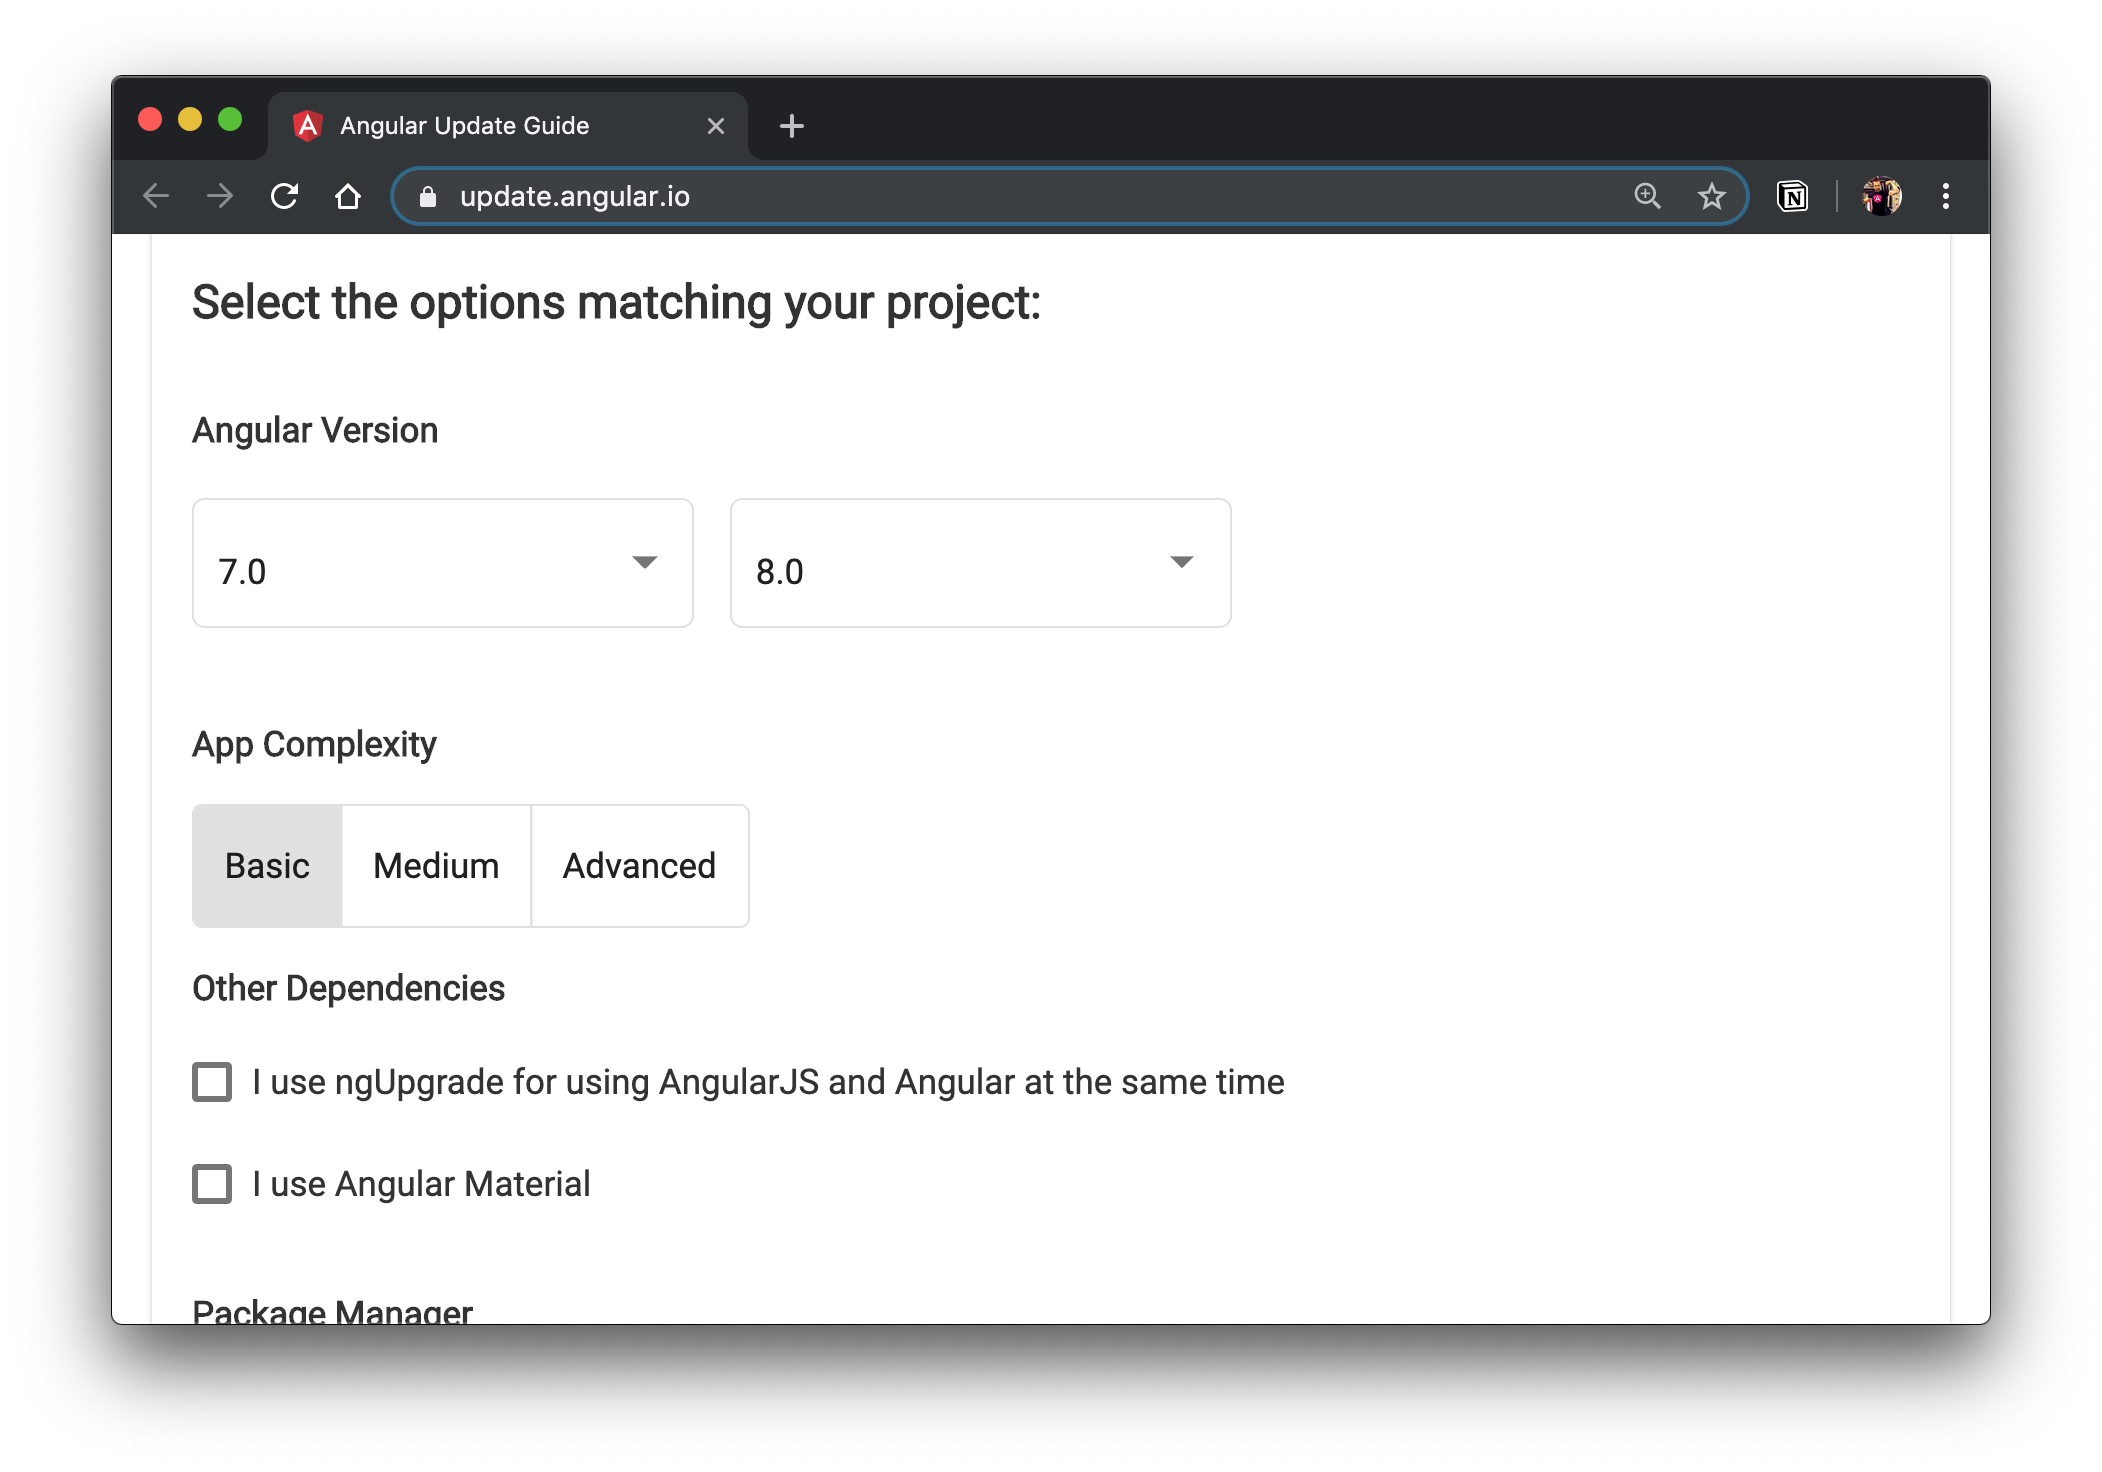 Angular Update Guide
update.angular.io
Select the options matching your project:
Angular Version
7.0
8.0
App Complexity
Basic
Medium
Advanced
Other Dependencies
I use ngUpgrade for using AngularJS and Angular at the same time
I use Angular Material
Package Manager